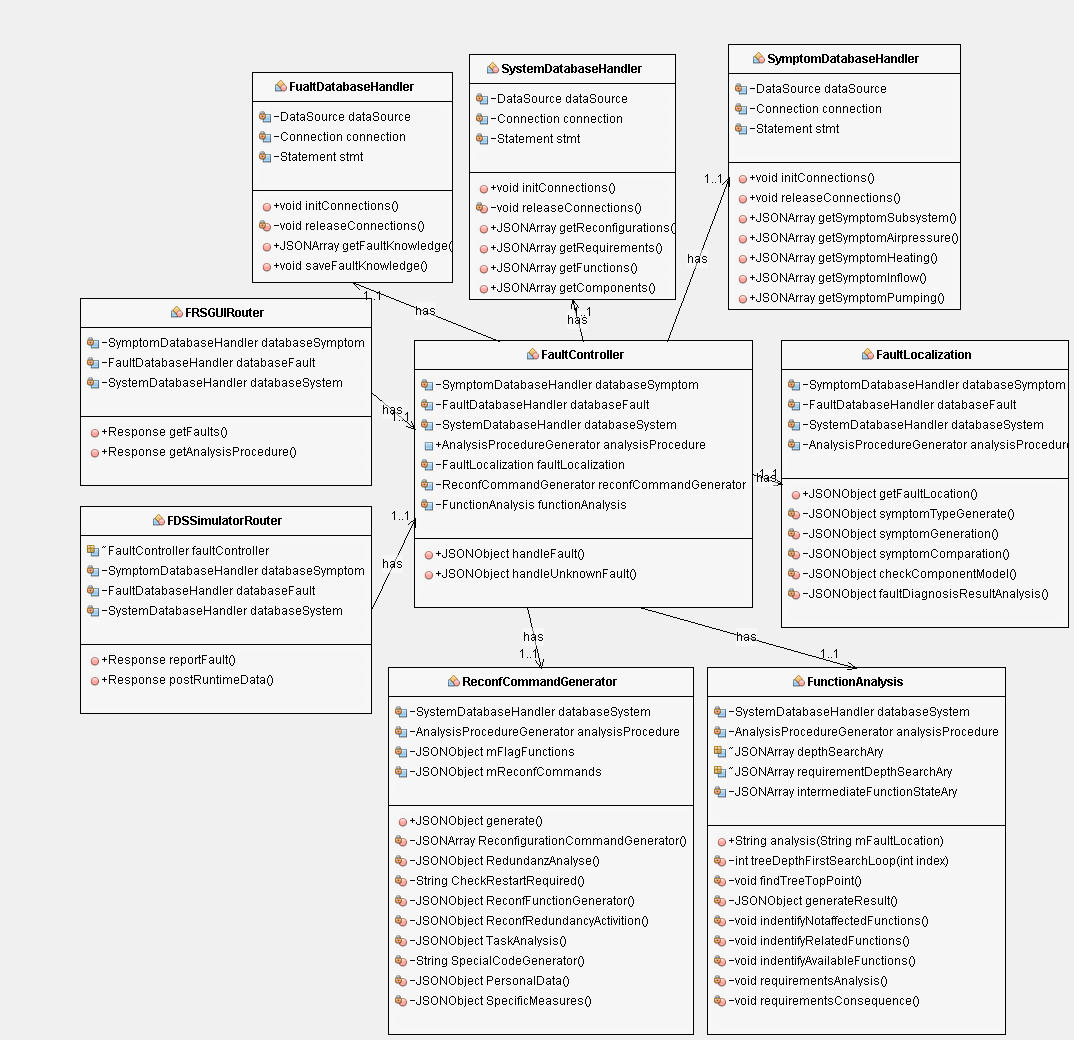 FualtDatabaseHandler
-DataSource dataSource
-Connection connection
-Statement stmt
+void initConnections()
-void releaseConnections()
+JSONArray getFaultKnowledge(
+void saveFaultKnowledge()
SystemDatabaseHandler
-DataSource dataSource
-Connection connection
-Statement stmt
+void initConnections()
-void releaseConnections()
+JSONArray getReconfigurations(
+JSONArray getRequirements()
+JSONArray getFunctions()
+JSONArray getComponents()
SymptomDatabaseHandler
-DataSource dataSource
-Connection connection
-Statement stmt
+void initConnections()
+void releaseConnections()
+JSONArray getSymptomSubsystem()
+JSONArray getSymptomAirpressure()
+JSONArray getSymptomHeating()
+JSONArray getSymptomInflow()
+JSONArray getSymptomPumping()
1..1
has
1..1
has
1..1
has
FRSGUIRouter
-SymptomDatabaseHandler databaseSymptom
-FaultDatabaseHandler databaseFault
-SystemDatabaseHandler databaseSystem
+Response getFaults()
+Response getAnalysisProcedure()
has
1..1
FaultController
-SymptomDatabaseHandler databaseSymptom
-FaultDatabaseHandler databaseFault
-SystemDatabaseHandler databaseSystem
+AnalysisProcedureGenerator analysisProcedure
-FaultLocalization faultLocalization
-ReconfCommandGenerator reconfCommandGenerator
-FunctionAnalysis functionAnalysis
+JSONObject handleFault()
+JSONObject handleUnknownFault()
1..1
has
FaultLocalization
-SymptomDatabaseHandler databaseSymptom
-FaultDatabaseHandler databaseFault
-SystemDatabaseHandler databaseSystem
-AnalysisProcedureGenerator analysisProcedur
+JSONObject getFaultLocation()
-JSONObject symptomTypeGenerate()
-JSONObject symptomGeneration()
-JSONObject symptomComparation()
-JSONObject checkComponentModel()
-JSONObject faultDiagnosisResultAnalysis()
FDSSimulatorRouter
~FaultController faultController
-SymptomDatabaseHandler databaseSymptom
-FaultDatabaseHandler databaseFault
-SystemDatabaseHandler databaseSystem
+Response reportFault()
+Response postRuntimeData()
1..1
has
has
1..1
has
1..1
ReconfCommandGenerator
-SystemDatabaseHandler databaseSystem
-AnalysisProcedureGenerator analysisProcedure
-JSONObject mFlagFunctions
-JSONObject mReconfCommands
+JSONObject generate()
-JSONArray ReconfigurationCommandGenerator()
-JSONObject RedundanzAnalyse()
-String CheckRestartRequired()
-JSONObject ReconfFunctionGenerator()
-JSONObject ReconfRedundancyActivition()
-JSONObject TaskAnalysis()
-String SpecialCodeGenerator()
-JSONObject PersonalData()
-JSONObject SpecificMeasures()
FunctionAnalysis
-SystemDatabaseHandler databaseSystem
-AnalysisProcedureGenerator analysisProcedure
~JSONArray depthSearchAry
~JSONArray requirementDepthSearchAry
-JSONArray intermediateFunctionStateAry
+String analysis(String mFaultLocation)
-int treeDepthFirstSearchLoop(int index)
-void findTreeTopPoint()
-JSONObject generateResult()
-void indentifyNotaffectedFunctions()
-void indentifyRelatedFunctions()
-void indentifyAvailableFunctions()
-void requirementsAnalysis()
-void requirementsConsequence()